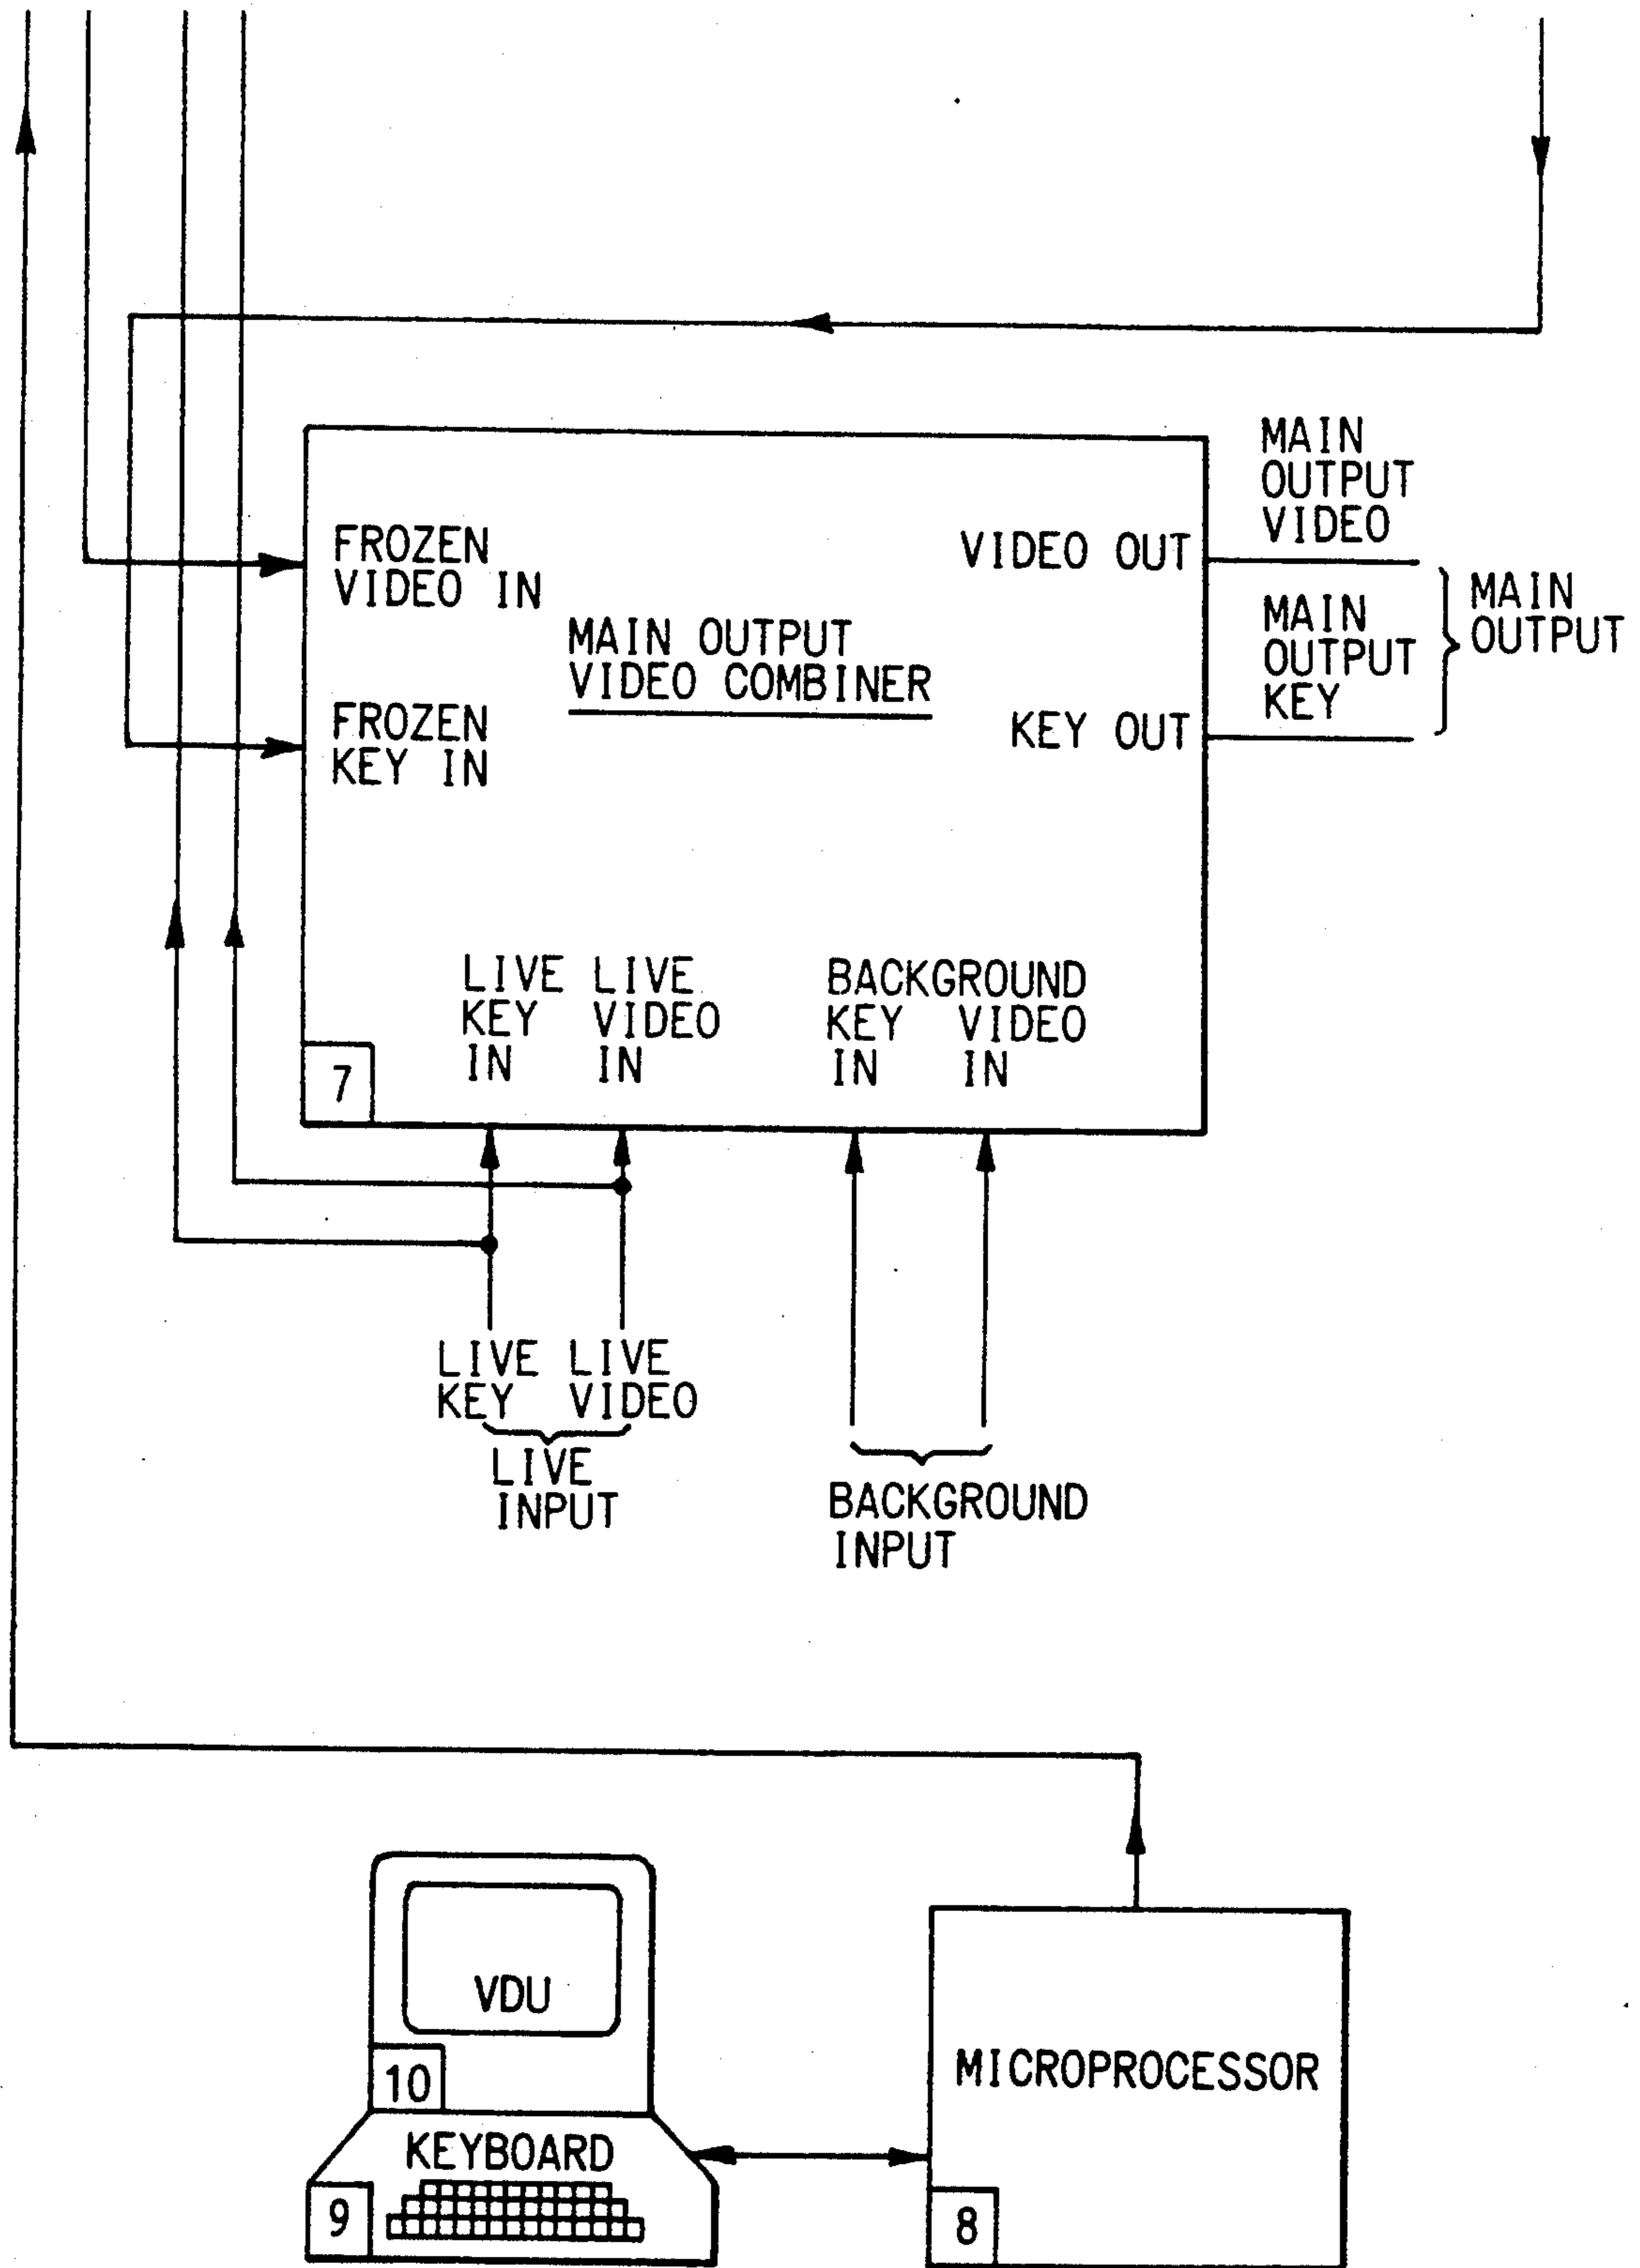 MAIN
OUTPUT
VIDEO
FROZEN
VIDEO IN
VIDEO OUT
MAIN
OUTPUT
KEY
MAIN
OUTPUT
MAIN OUTPUT
VIDEO COMBINER
FROZEN
KEY IN
KEY OUT
LIVE LIVE
KEY VIDEO
IN IN
BACKGROUND
KEY VIDEO
IN IN
7
LIVE LIVE
KEY VIDEO
LIVE
INPUT
BACKGROUND
INPUT
VDU
10
KEYBOARD
9
MICROPROCESSOR
8